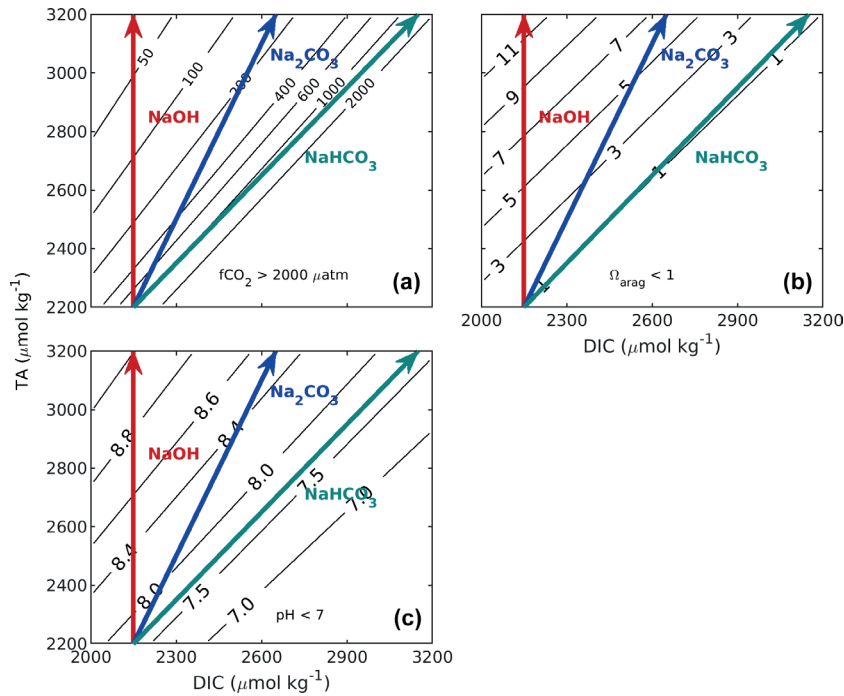 3200
3000
2800
2600
2400
2200
50
100
200
400
600
1000
2000
NaOH
Na₂CO₃
NaHCO₃
fCO₂ > 2000 μatm
(a)
11
9
7
5
3
7
5
3
3
1
1
1
NaOH
Na₂CO₃
NaHCO₃
Ω_arag < 1
(b)
2000
2300
2600
2900
3200
DIC (μmol kg⁻¹)
TA (μmol kg⁻¹)
3200
3000
2800
2600
2400
2200
8.8
8.6
8.4
8.4
8.0
8.0
7.5
7.5
7.0
7.0
NaOH
Na₂CO₃
NaHCO₃
pH < 7
(c)
2000
2300
2600
2900
3200
DIC (μmol kg⁻¹)